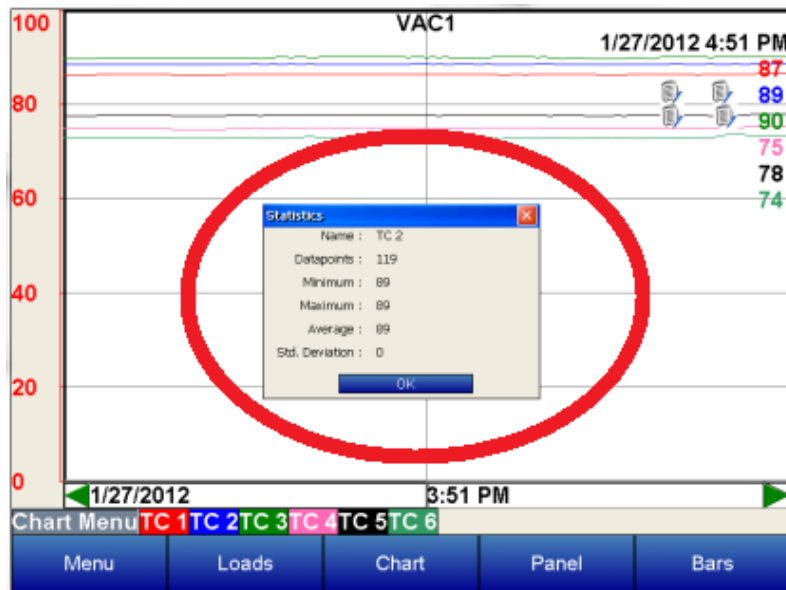 100
VAC1
1/27/2012 4:51 PM
87
89
90
75
78
74
80
60
40
20
0
Statistics
Name : TC 2
Datapoints : 119
Minimum : 89
Maximum : 89
Average : 89
Std. Deviation : 0
OK
1/27/2012 3:51 PM
Chart Menu TC 1 TC 2 TC 3 TC 4 TC 5 TC 6
Menu Loads Chart Panel Bars